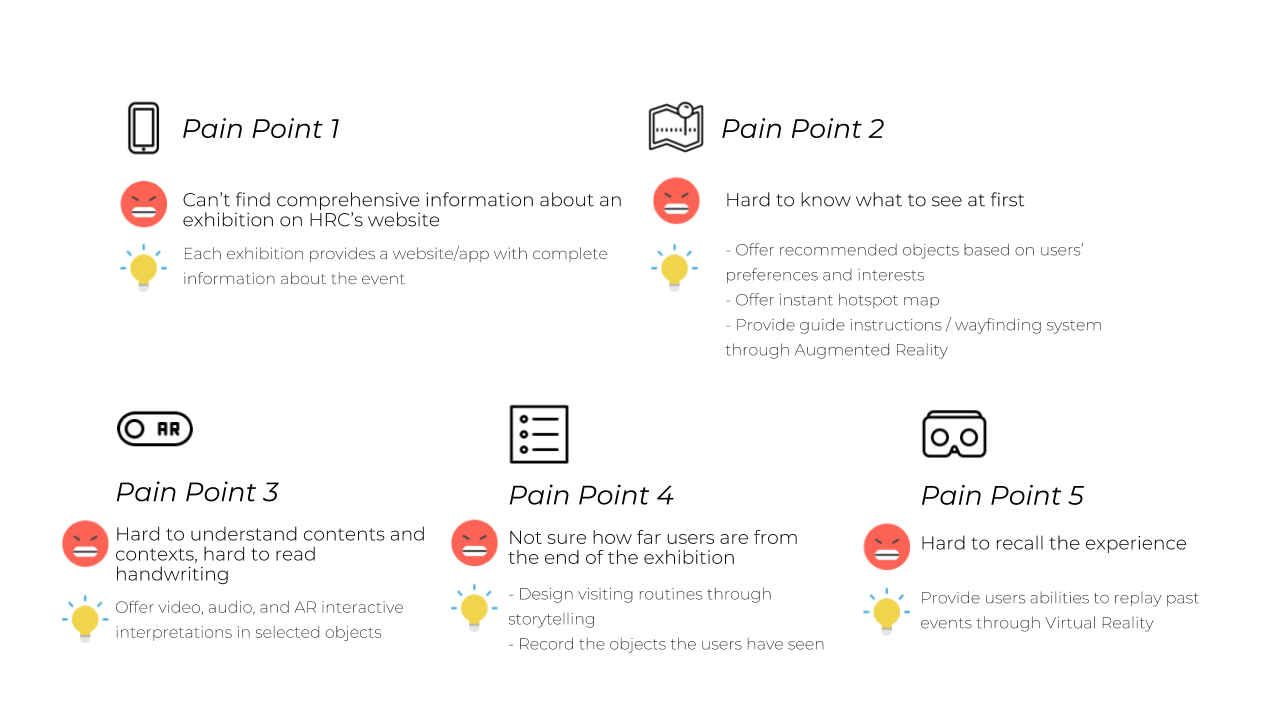 Pain Point 1
Can’t find comprehensive information about an
exhibition on HRC’s website
Each exhibition provides a website/app with complete
information about the event
Pain Point 2
Hard to know what to see at first
- Offer recommended objects based on users’
preferences and interests
- Offer instant hotspot map
- Provide guide instructions / wayfinding system
through Augmented Reality
AR
Pain Point 3
Hard to understand contents and
contexts, hard to read
handwriting
Offer video, audio, and AR interactive
interpretations in selected objects
Pain Point 4
Not sure how far users are from
the end of the exhibition
- Design visiting routines through
storytelling
- Record the objects the users have seen
Pain Point 5
Hard to recall the experience
Provide users abilities to replay past
events through Virtual Reality